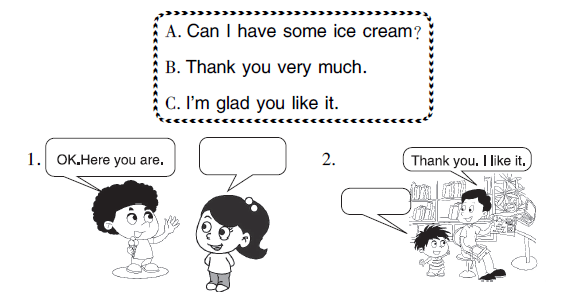 A. Can I have some ice cream?
B. Thank you very much.
C. I'm glad you like it.
1. OK.Here you are.
2. Thank you. I like it.